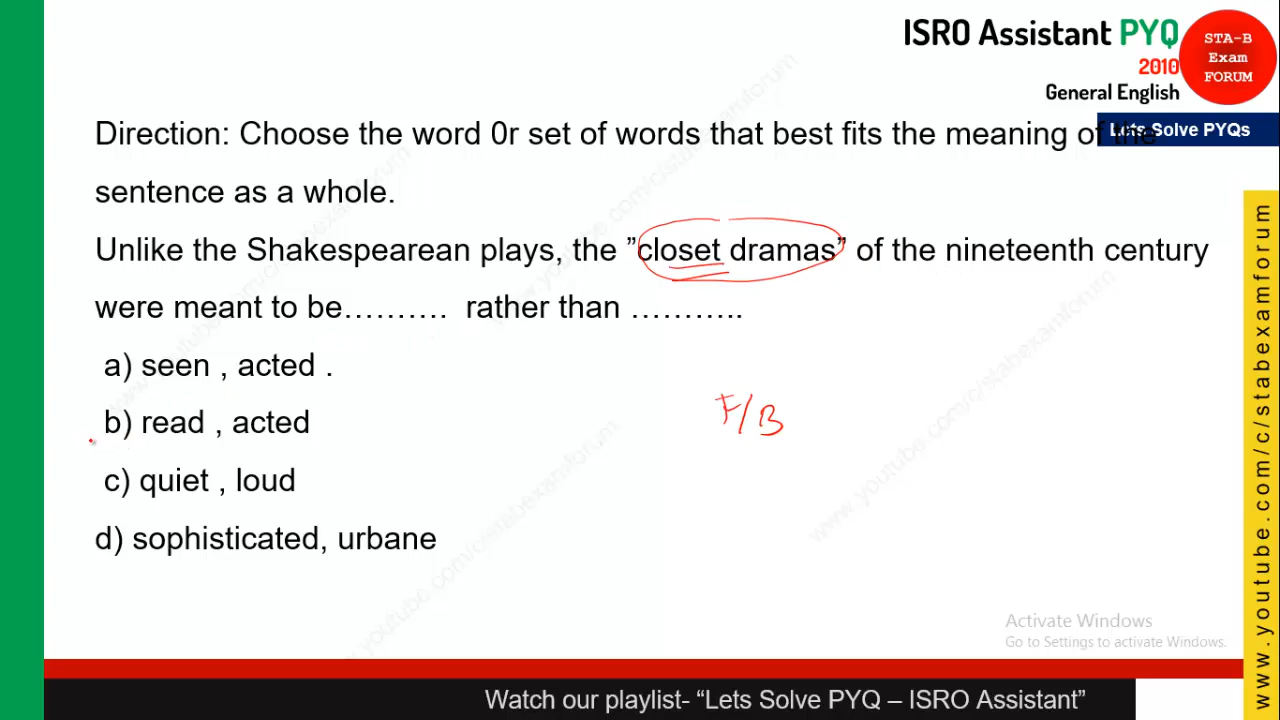 ISRO Assistant PYQ
2010
General English
STA-B
Exam
FORUM
Lets Solve PYQs
Direction: Choose the word 0r set of words that best fits the meaning of the
sentence as a whole.
Unlike the Shakespearean plays, the ”closet dramas” of the nineteenth century
were meant to be………. rather than ………..
a) seen , acted .
b) read , acted
c) quiet , loud
d) sophisticated, urbane
F/B
Activate Windows
Go to Settings to activate Windows.
Watch our playlist- “Lets Solve PYQ – ISRO Assistant”
www.youtube.com/c/stabexamforum